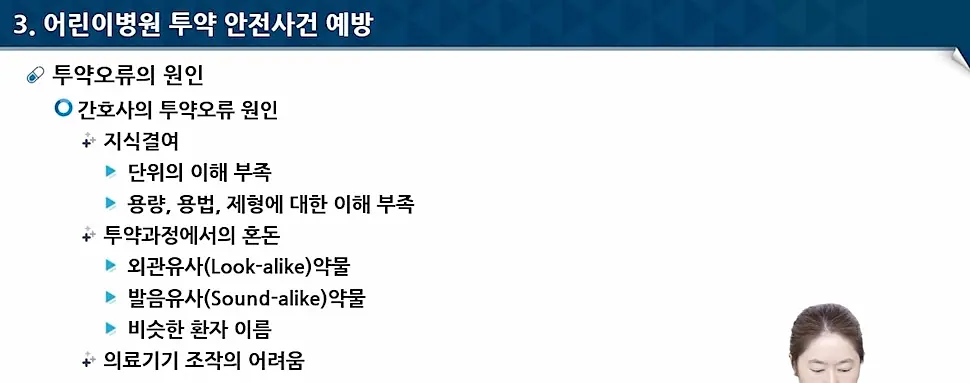 3. 어린이병원 투약 안전사건 예방
투약오류의 원인
간호사의 투약오류 원인
지식결여
단위의 이해 부족
용량, 용법, 제형에 대한 이해 부족
투약과정에서의 혼돈
외관유사(Look-alike)약물
발음유사(Sound-alike)약물
비슷한 환자 이름
의료기기 조작의 어려움